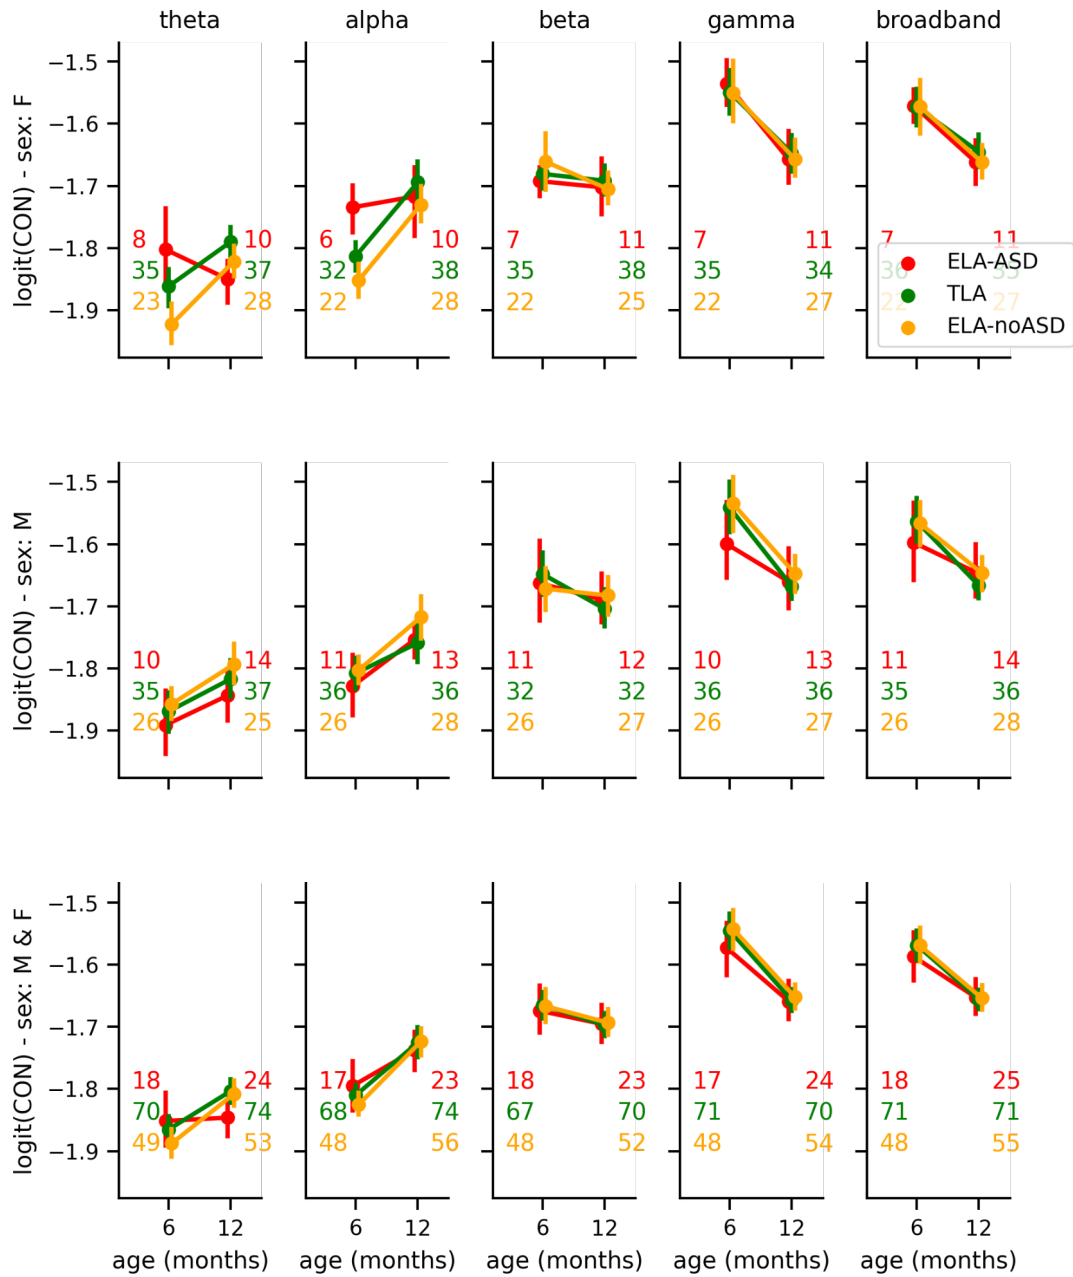 theta alpha beta gamma broadband
logit(CON) - sex: F
−1.5
−1.6
−1.7
−1.8
−1.9
8 10 6 10 7 11 7 11 7 11
35 37 32 38 35 38 35 34 36 35
23 28 22 28 22 25 22 27 22 27
ELA-ASD
TLA
ELA-noASD
logit(CON) - sex: M
−1.5
−1.6
−1.7
−1.8
−1.9
10 14 11 13 11 12 10 13 11 14
35 37 36 36 32 32 36 36 35 36
26 25 26 28 26 27 26 27 26 28
logit(CON) - sex: M & F
−1.5
−1.6
−1.7
−1.8
−1.9
18 24 17 23 18 23 17 24 18 25
70 74 68 74 67 70 71 70 71 71
49 53 48 56 48 52 48 54 48 55
6 12 6 12 6 12 6 12 6 12
age (months) age (months) age (months) age (months) age (months)